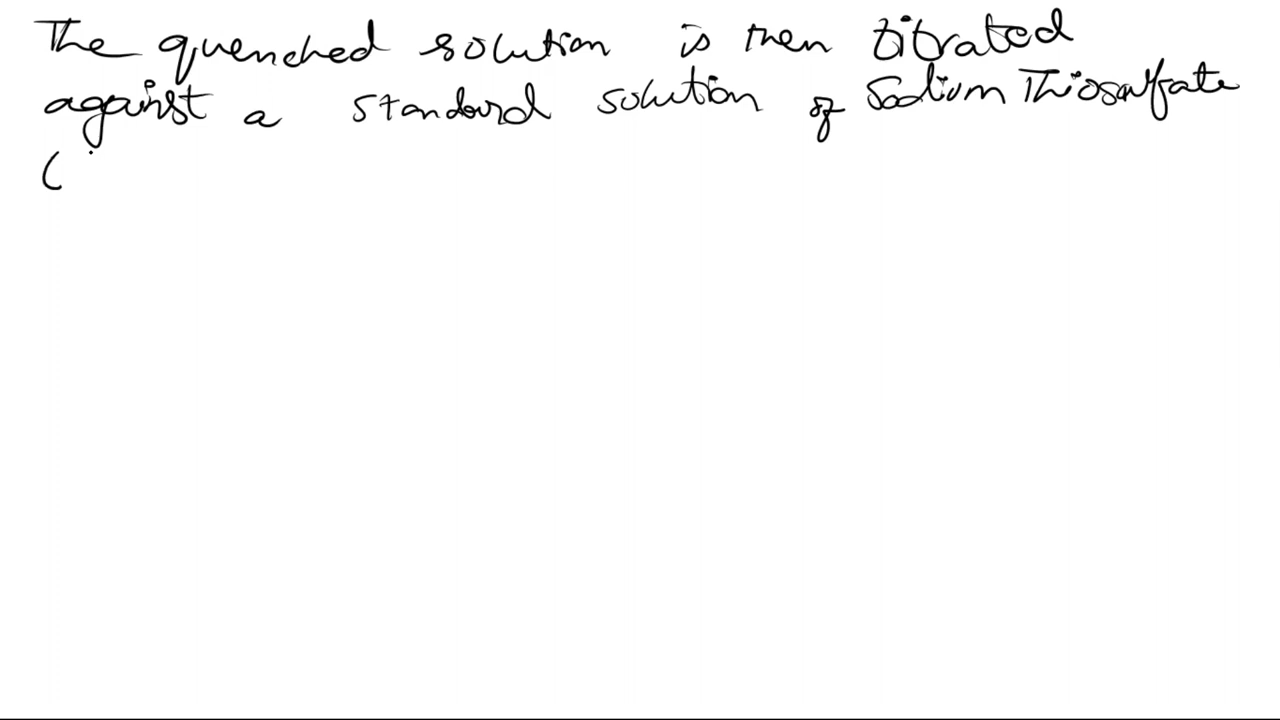 The quenched solution is then titrated
against a standard solution of Sodium Thiosulfate
(